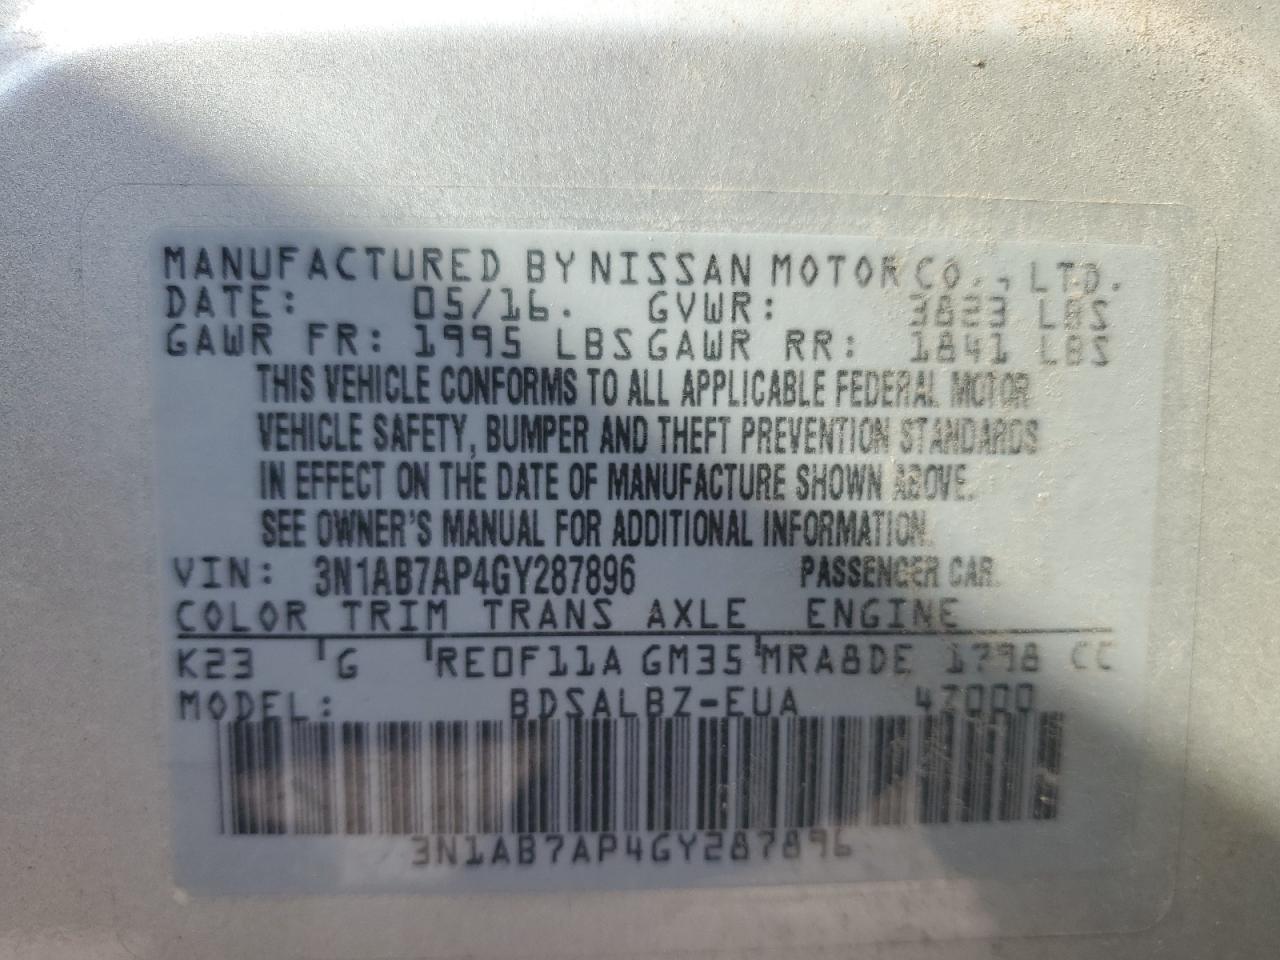 MANUFACTURED BY NISSAN MOTOR CO., LTD.
DATE: 05/16. GVWR: 3823 LBS
GAWR FR: 1995 LBS GAWR RR: 1841 LBS
THIS VEHICLE CONFORMS TO ALL APPLICABLE FEDERAL MOTOR
VEHICLE SAFETY, BUMPER AND THEFT PREVENTION STANDARDS
IN EFFECT ON THE DATE OF MANUFACTURE SHOWN ABOVE.
SEE OWNER'S MANUAL FOR ADDITIONAL INFORMATION.
VIN: 3N1AB7AP4GY287896 PASSENGER CAR.
COLOR TRIM TRANS AXLE ENGINE
K23 G RE0F11A GM35 MRA8DE 1798 CC
MODEL: BDSALBZ-EUA 4Z000
3N1AB7AP4GY287896